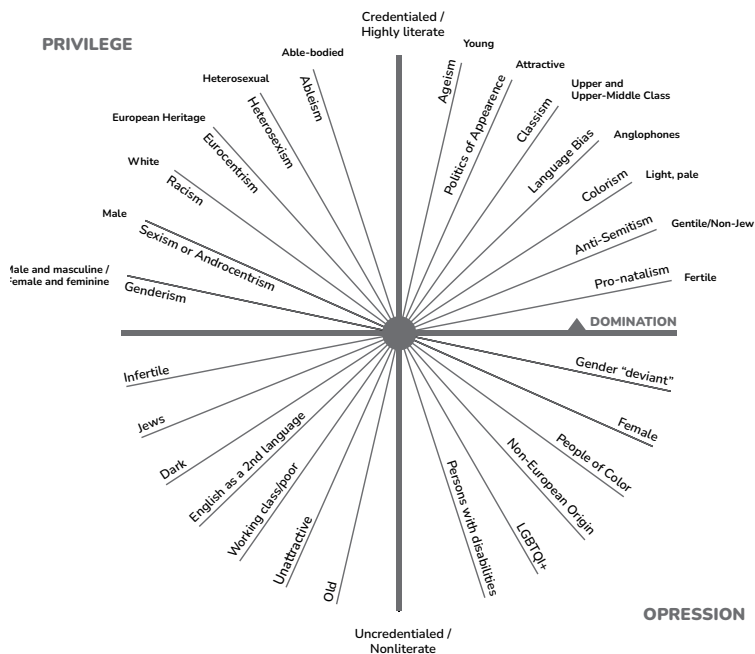 PRIVILEGE
Credentialed /
Highly literate
Able-bodied
Ableism
Heterosexual
Heterosexism
European Heritage
Eurocentrism
White
Racism
Male
Sexism or Androcentrism
Male and masculine /
Female and feminine
Genderism
Young
Ageism
Attractive
Politics of Appearence
Upper and
Upper-Middle Class
Classism
Anglophones
Language Bias
Light, pale
Colorism
Gentile/Non-Jew
Anti-Semitism
Fertile
Pro-natalism
DOMINATION
Infertile
Jews
Dark
English as a 2nd language
Working class/poor
Unattractive
Old
Gender “deviant”
Female
People of Color
Non-European Origin
LGBTQI+
Persons with disabilities
OPRESSION
Uncredentialed /
Nonliterate